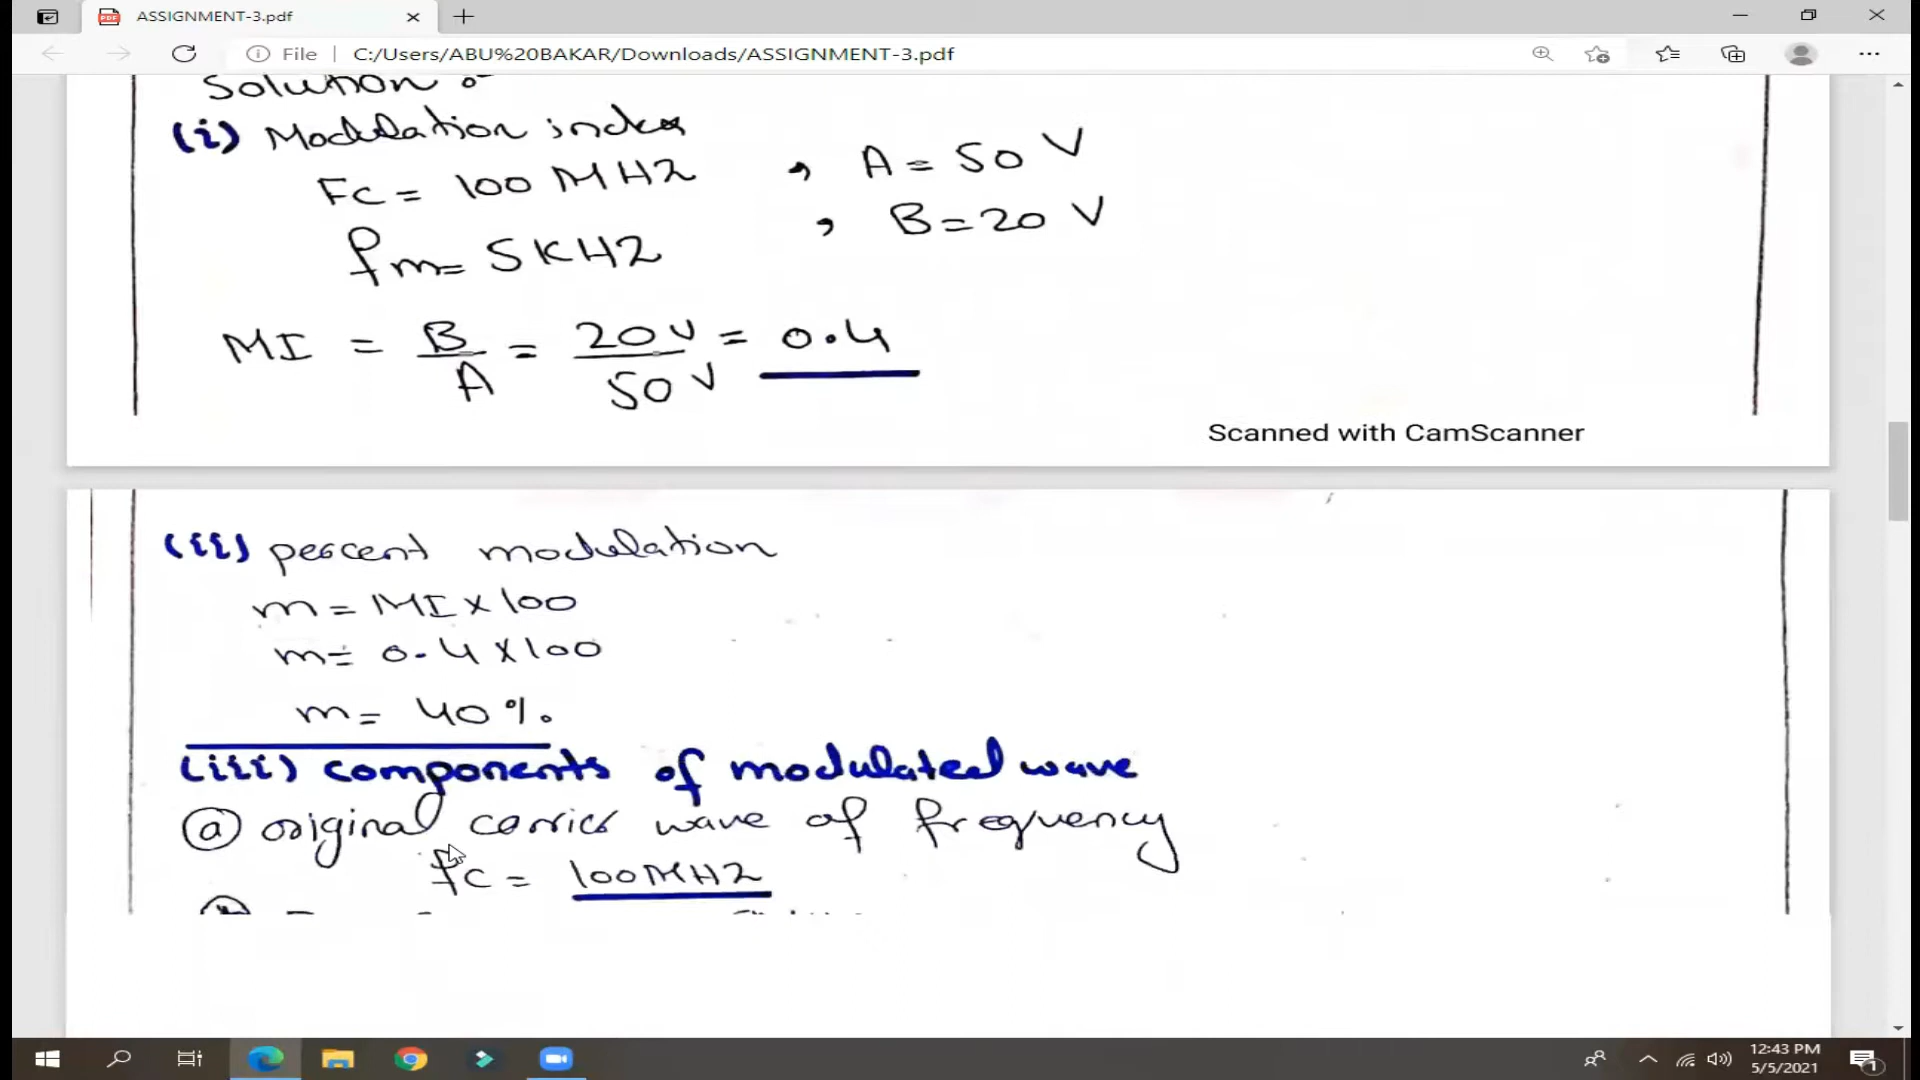 ASSIGNMENT-3.pdf
File | C:/Users/ABU%20BAKAR/Downloads/ASSIGNMENT-3.pdf
Solution :-
(i) Modulation index
Fc = 100 MHZ , A = 50 V
fm = 5KHZ , B = 20 V
MI = B/A = 20V/50V = 0.4
Scanned with CamScanner
(ii) percent modulation
m = MI x 100
m = 0.4 x 100
m = 40%.
(iii) components of modulated wave
(a) original carrier wave of frequency
fc = 100MHZ
12:43 PM
5/5/2021
1